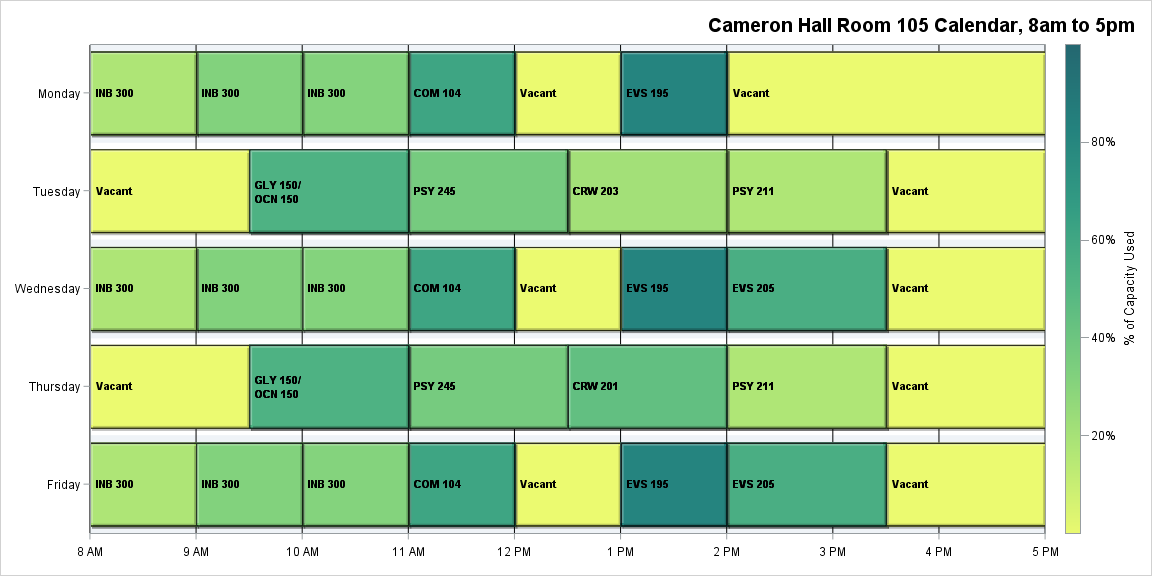 Cameron Hall Room 105 Calendar, 8am to 5pm
Monday
INB 300
INB 300
INB 300
COM 104
Vacant
EVS 195
Vacant
Tuesday
Vacant
GLY 150/
OCN 150
PSY 245
CRW 203
PSY 211
Vacant
Wednesday
INB 300
INB 300
INB 300
COM 104
Vacant
EVS 195
EVS 205
Vacant
Thursday
Vacant
GLY 150/
OCN 150
PSY 245
CRW 201
PSY 211
Vacant
Friday
INB 300
INB 300
INB 300
COM 104
Vacant
EVS 195
EVS 205
Vacant
8 AM
9 AM
10 AM
11 AM
12 PM
1 PM
2 PM
3 PM
4 PM
5 PM
80%
60%
40%
20%
% of Capacity Used